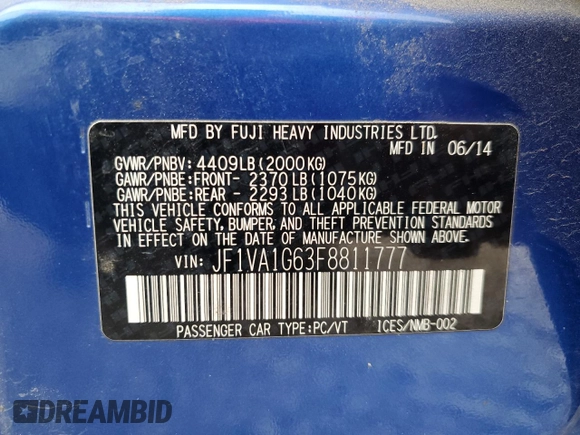 MFD BY FUJI HEAVY INDUSTRIES LTD.
MFD IN 06/14
GVWR/PNBV: 4409LB(2000KG)
GAWR/PNBE:FRONT- 2370LB(1075KG)
GAWR/PNBE:REAR - 2293LB(1040KG)
THIS VEHICLE CONFORMS TO ALL APPLICABLE FEDERAL MOTOR
VEHICLE SAFETY, BUMPER, AND THEFT PREVENTION STANDARDS
IN EFFECT ON THE DATE OF MANUFACTURE SHOWN ABOVE.
VIN: JF1VA1G63F8811777
PASSENGER CAR TYPE:PC/VT ICES/NMB-002
DREAMBID